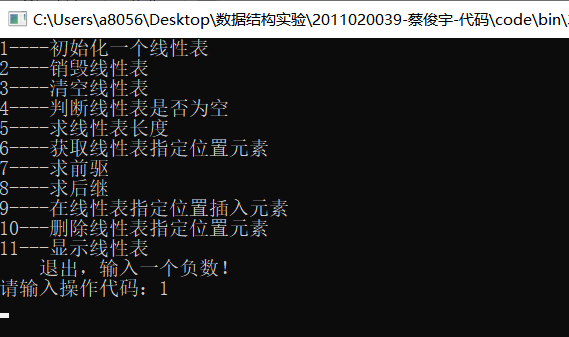 C:\Users\a8056\Desktop\数据结构实验\2011020039-蔡俊宇-代码\code\bin\
1----初始化一个线性表
2----销毁线性表
3----清空线性表
4----判断线性表是否为空
5----求线性表长度
6----获取线性表指定位置元素
7----求前驱
8----求后继
9----在线性表指定位置插入元素
10---删除线性表指定位置元素
11---显示线性表
退出，输入一个负数！
请输入操作代码：1